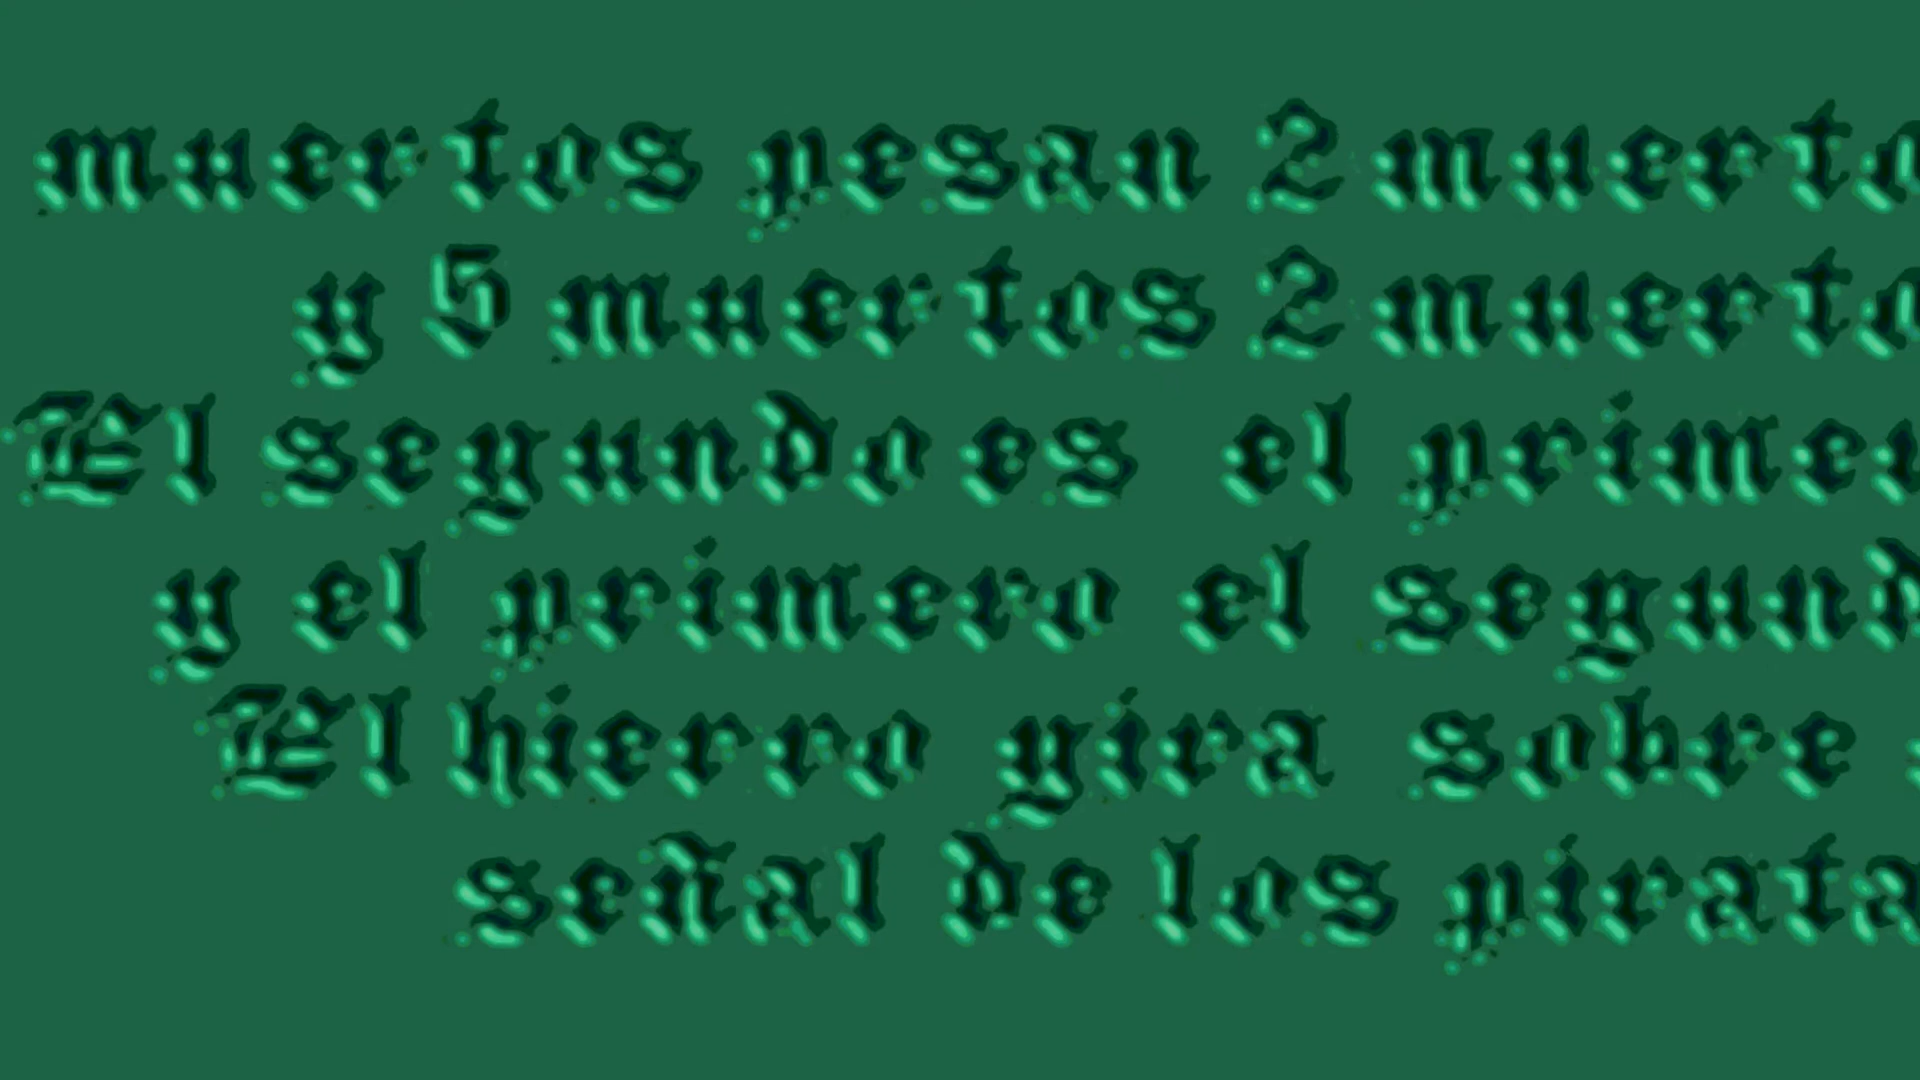 muertos pesan 2 muerto
y 5 muertos 2 muerto
El segundo es el primer
y el primero el segund
El hierro gira sobre
señal de los pirata